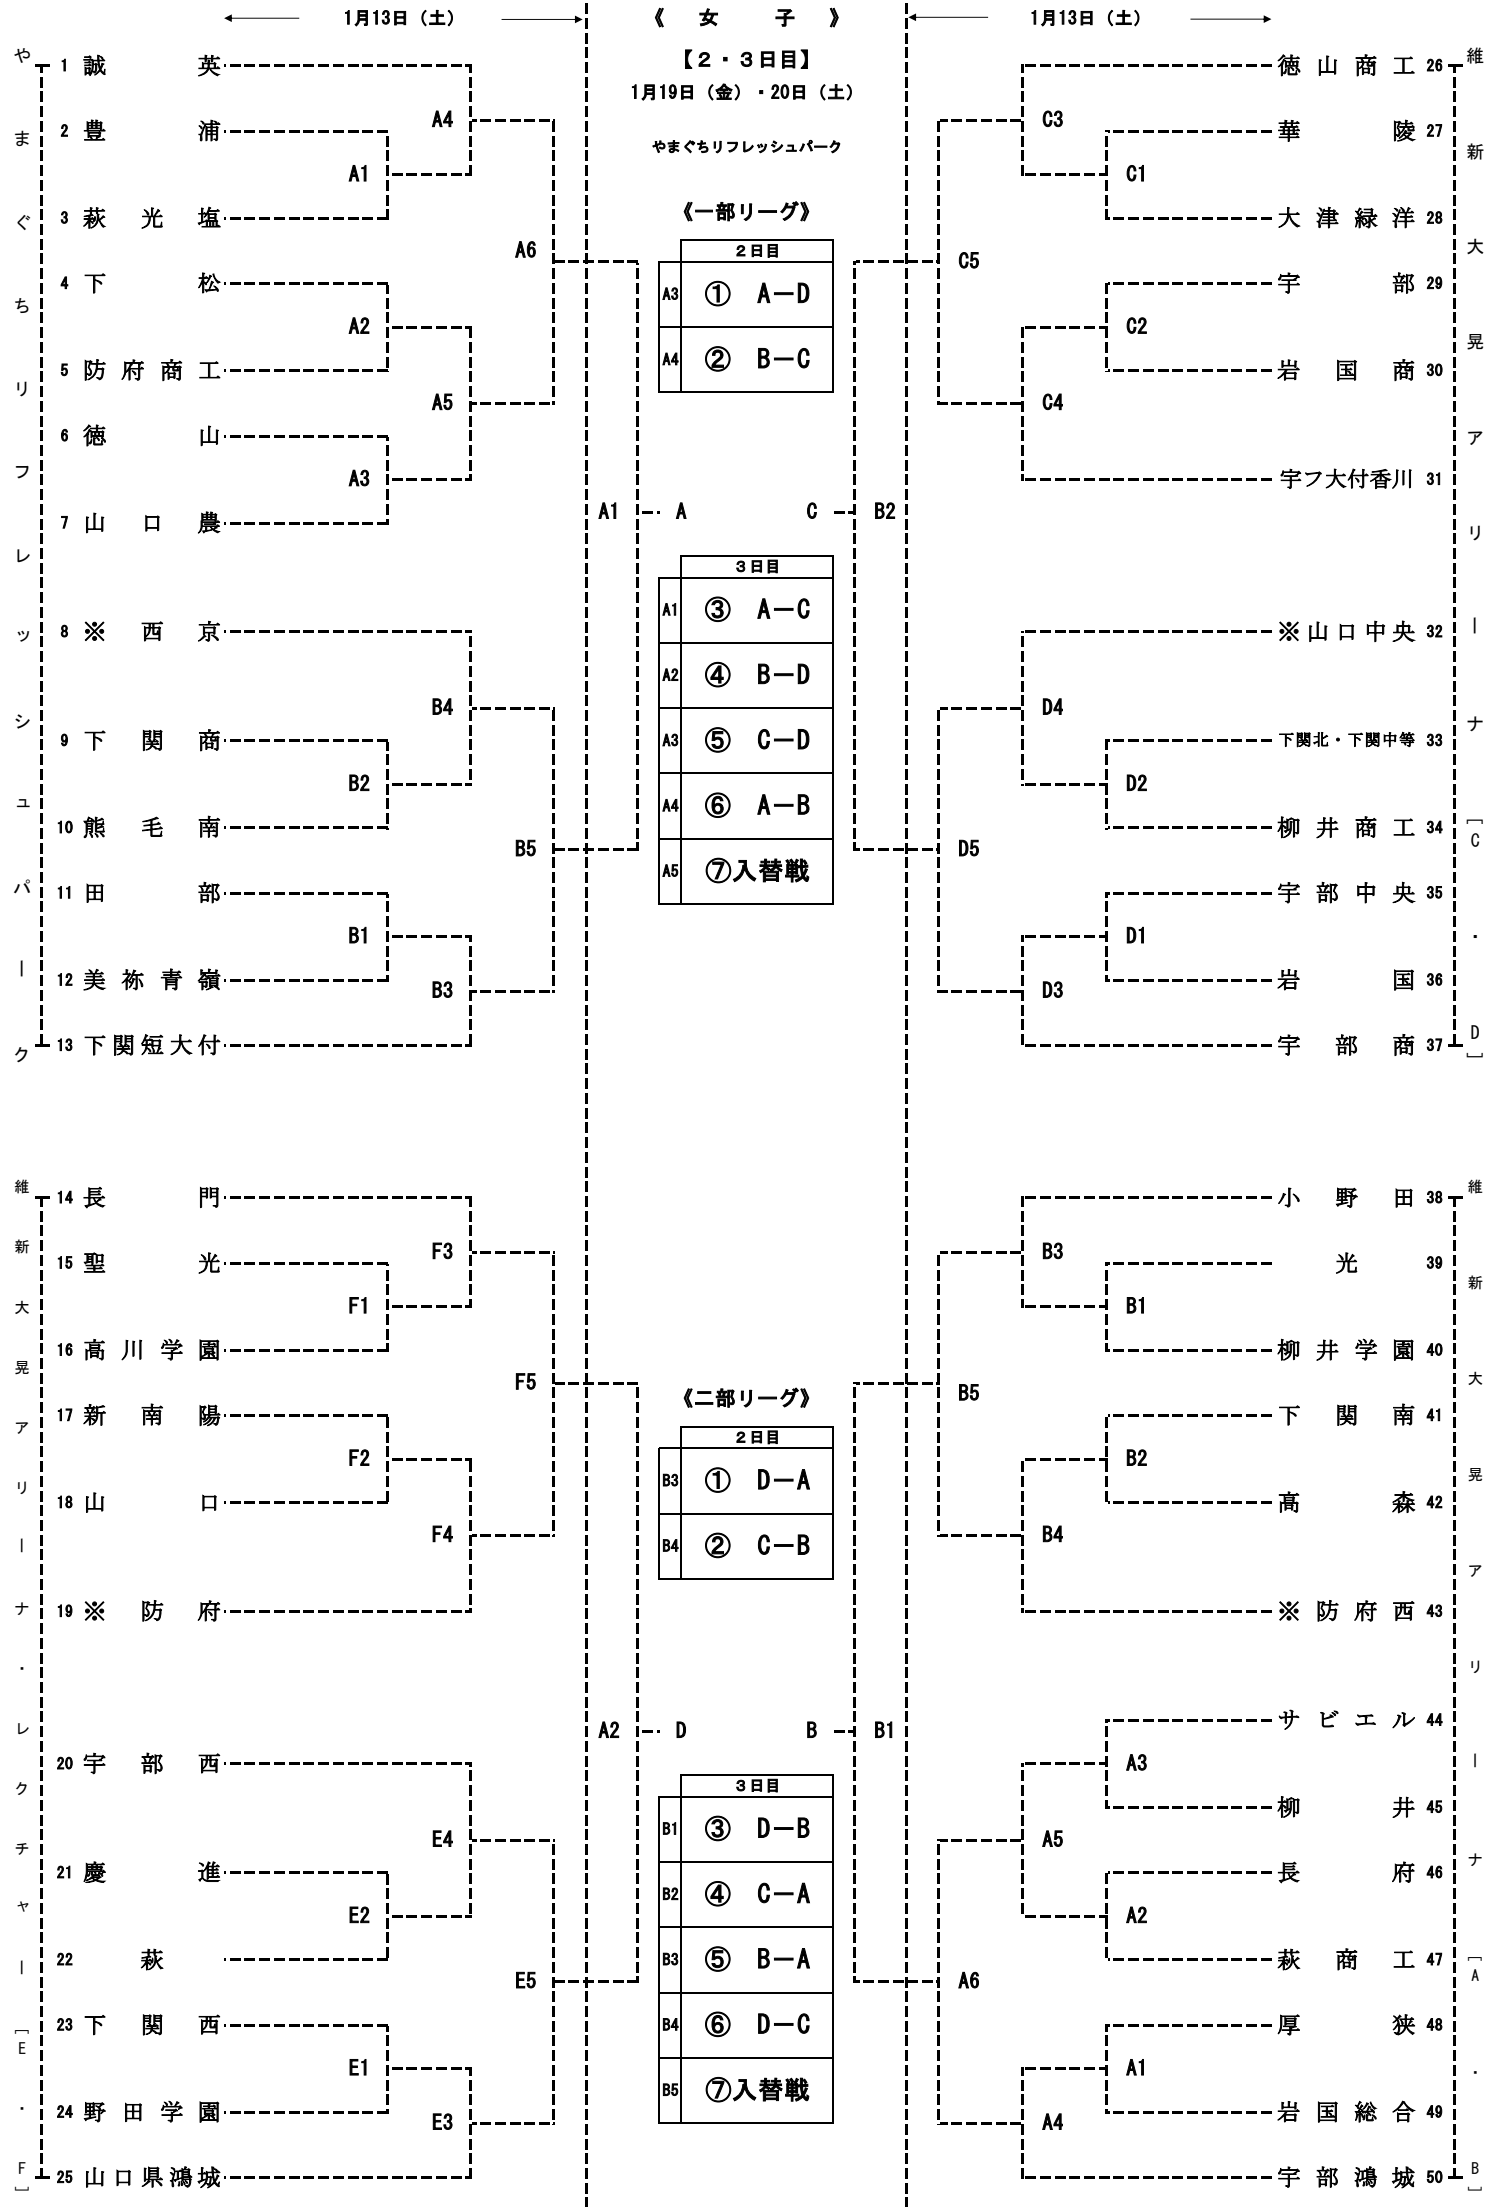 1月13日（土）
《 女 子 》
1月13日（土）
【２・３日目】
1月19日（金）・20日（土）
やまぐちリフレッシュパーク
やまぐちリフレッシュパーク
1 誠英
2 豊浦
3 萩光塩
4 下松
5 防府商工
6 徳山
7 山口農
8 ※西京
9 下関商
10 熊毛南
11 田部
12 美祢青嶺
13 下関短大付
A4
A1
A6
A2
A5
A3
B4
B2
B5
B1
B3
維新大晃アリーナ・レクチャー［E・F］
14 長門
15 聖光
16 高川学園
17 新南陽
18 山口
19 ※防府
20 宇部西
21 慶進
22 萩
23 下関西
24 野田学園
25 山口県鴻城
F3
F1
F5
F2
F4
E4
E2
E5
E1
E3
《一部リーグ》
２日目
A3 ① A－D
A4 ② B－C
A1 A C B2
３日目
A1 ③ A－C
A2 ④ B－D
A3 ⑤ C－D
A4 ⑥ A－B
A5 ⑦入替戦
《二部リーグ》
２日目
B3 ① D－A
B4 ② C－B
A2 D B B1
３日目
B1 ③ D－B
B2 ④ C－A
B3 ⑤ B－A
B4 ⑥ D－C
B5 ⑦入替戦
C3
C1
C5
C2
C4
D4
D2
D5
D1
D3
徳山商工 26
華陵 27
大津緑洋 28
宇部 29
岩国商 30
宇フ大付香川 31
※山口中央 32
下関北・下関中等 33
柳井商工 34
宇部中央 35
岩国 36
宇部商 37
維新大晃アリーナ［C・D］
B3
B1
B5
B2
B4
A3
A5
A2
A6
A1
A4
小野田 38
光 39
柳井学園 40
下関南 41
高森 42
※防府西 43
サビエル 44
柳井 45
長府 46
萩商工 47
厚狭 48
岩国総合 49
宇部鴻城 50
維新大晃アリーナ［A・B］